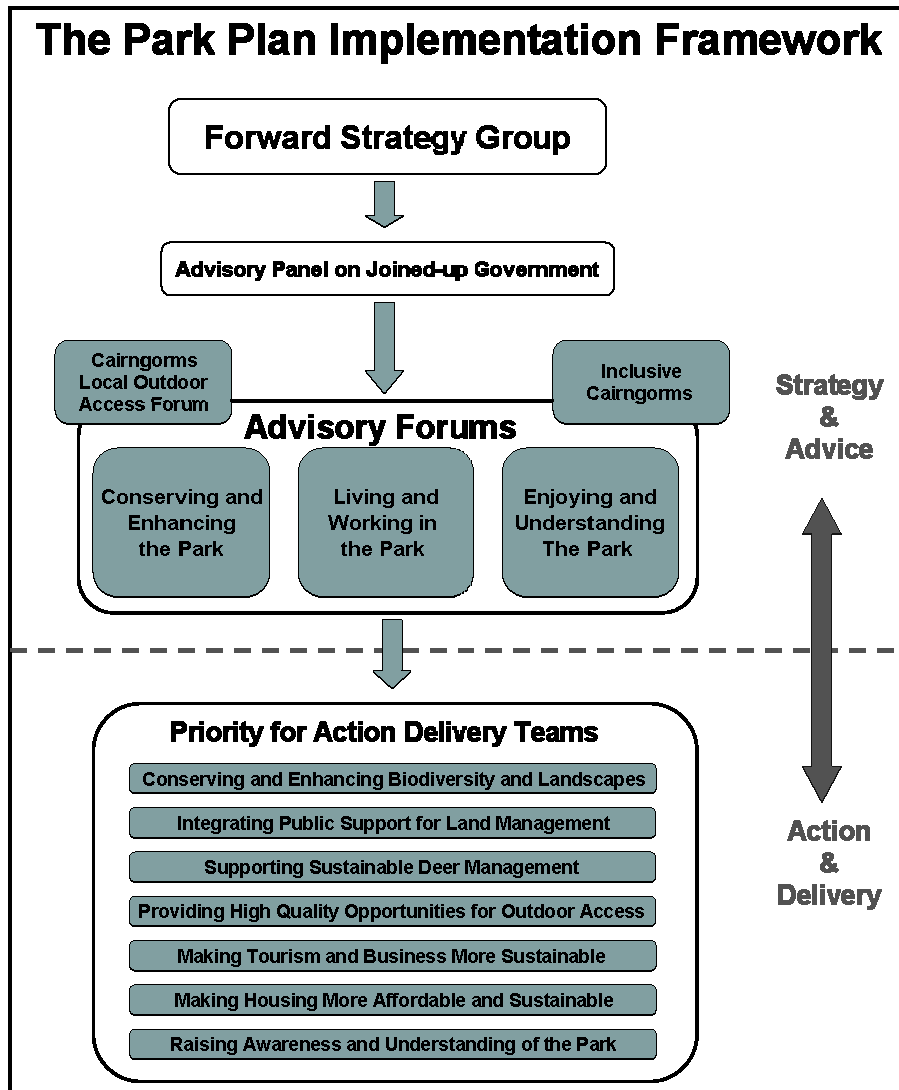 The Park Plan Implementation Framework
Forward Strategy Group
Advisory Panel on Joined-up Government
Cairngorms
Local Outdoor
Access Forum
Inclusive
Cairngorms
Advisory Forums
Conserving and
Enhancing
the Park
Living and
Working in
the Park
Enjoying and
Understanding
The Park
Strategy
&
Advice
Priority for Action Delivery Teams
Conserving and Enhancing Biodiversity and Landscapes
Integrating Public Support for Land Management
Supporting Sustainable Deer Management
Providing High Quality Opportunities for Outdoor Access
Making Tourism and Business More Sustainable
Making Housing More Affordable and Sustainable
Raising Awareness and Understanding of the Park
Action
&
Delivery